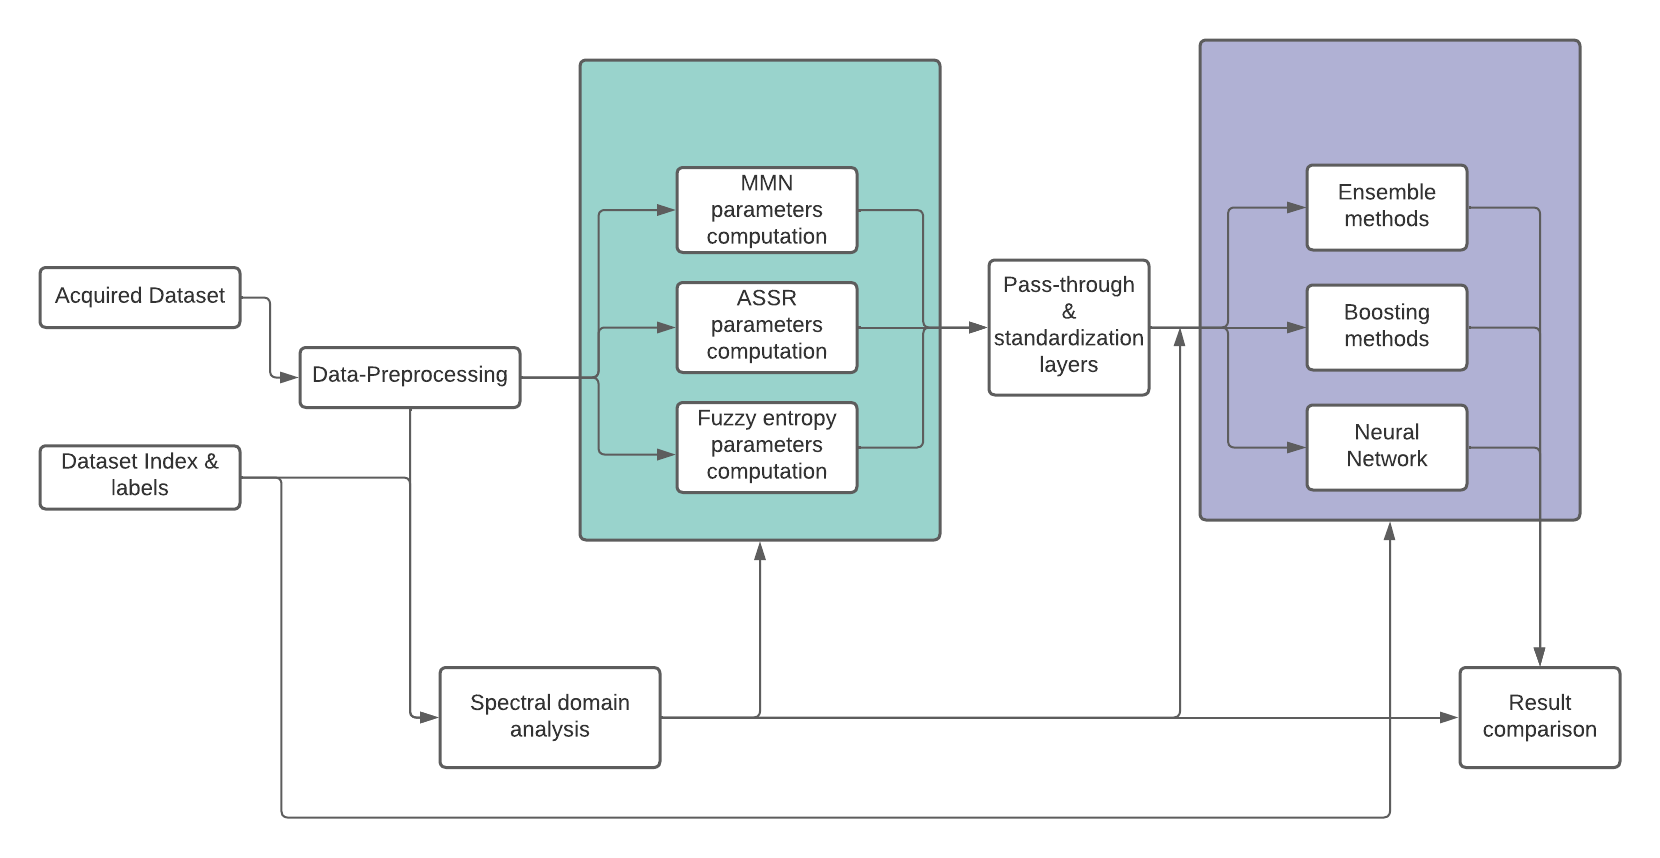 Acquired Dataset
Dataset Index &
labels
Data-Preprocessing
MMN
parameters
computation
ASSR
parameters
computation
Fuzzy entropy
parameters
computation
Pass-through
&
standardization
layers
Ensemble
methods
Boosting
methods
Neural
Network
Spectral domain
analysis
Result
comparison